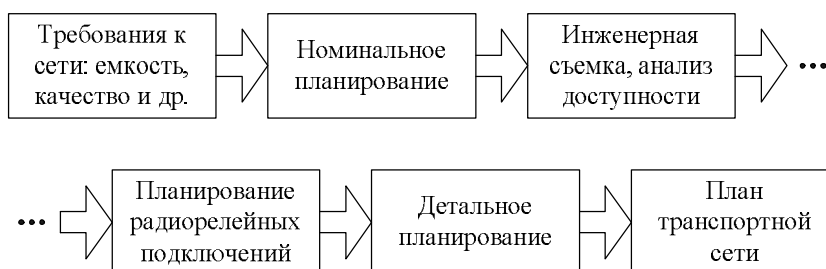 Требования к
сети: емкость,
качество и др.
Номинальное
планирование
Инженерная
съемка, анализ
доступности
...
...
Планирование
радиорелейных
подключений
Детальное
планирование
План
транспортной
сети